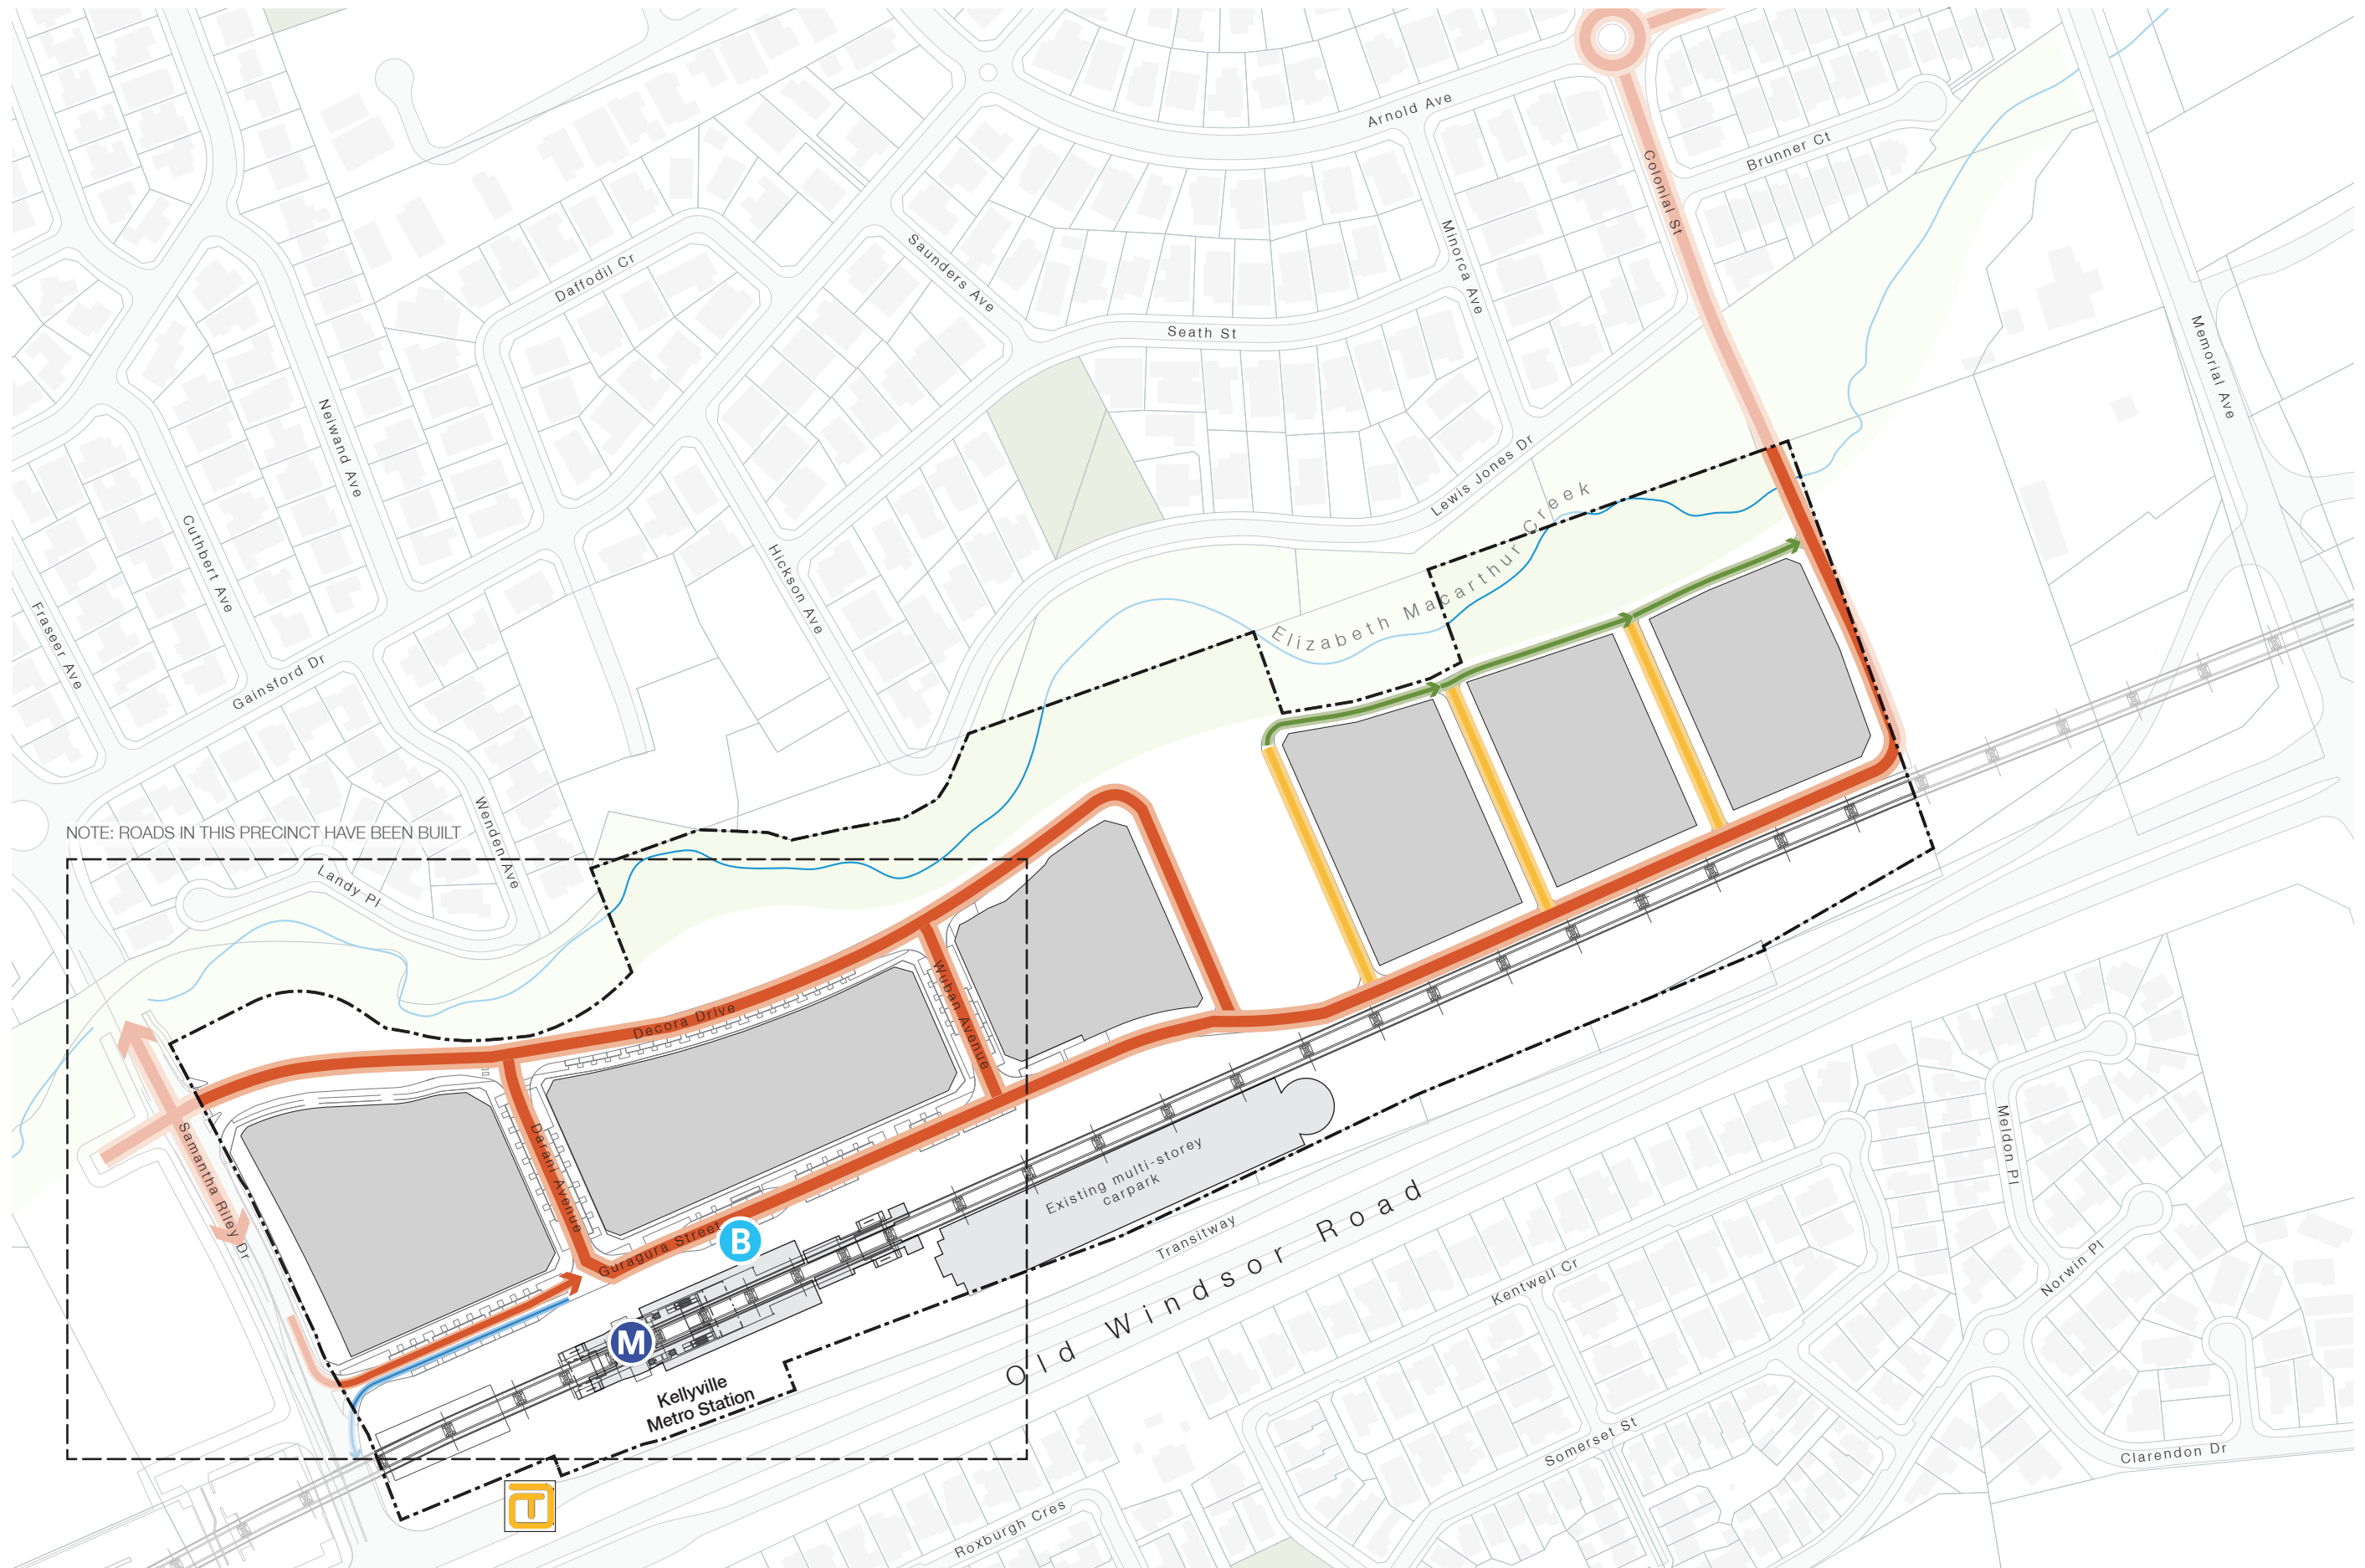 Arnold Ave
Colonial St
Brunner Ct
Saunders Ave
Minorca Ave
Daffodil Cr
Seath St
Memorial Ave
Neiwand Ave
Lewis Jones Dr
Cuthbert Ave
Elizabeth Macarthur Creek
Hickson Ave
Fraseer Ave
Gainsford Dr
Wenden Ave
NOTE: ROADS IN THIS PRECINCT HAVE BEEN BUILT
Landy Pl
Wuban Avenue
Decora Drive
Samantha Riley Dr
Darani Avenue
Guragura Street
B
M
Kellyville
Metro Station
Existing multi-storey
carpark
Transitway
Old Windsor Road
Meldon Pl
Norwin Pl
Kentwell Cr
Somerset St
Clarendon Dr
Roxburgh Cres
T